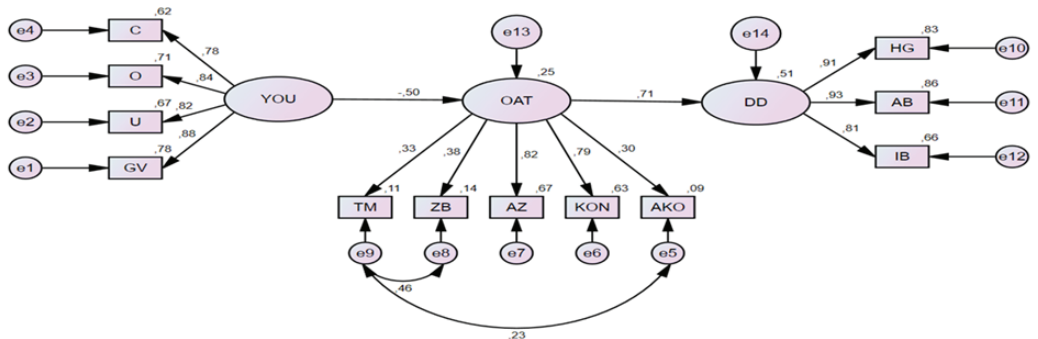 e4
C
,62
,78
e3
O
,71
,84
e2
U
,67
,82
e1
GV
,78
,88
YOU
-,50
e13
OAT
,25
,71
e14
DD
,51
,91
HG
,83
e10
,93
AB
,86
e11
,81
IB
,66
e12
,33
,38
,82
,79
,30
,11
,14
,67
,63
,09
TM
ZB
AZ
KON
AKO
e9
e8
e7
e6
e5
,46
,23